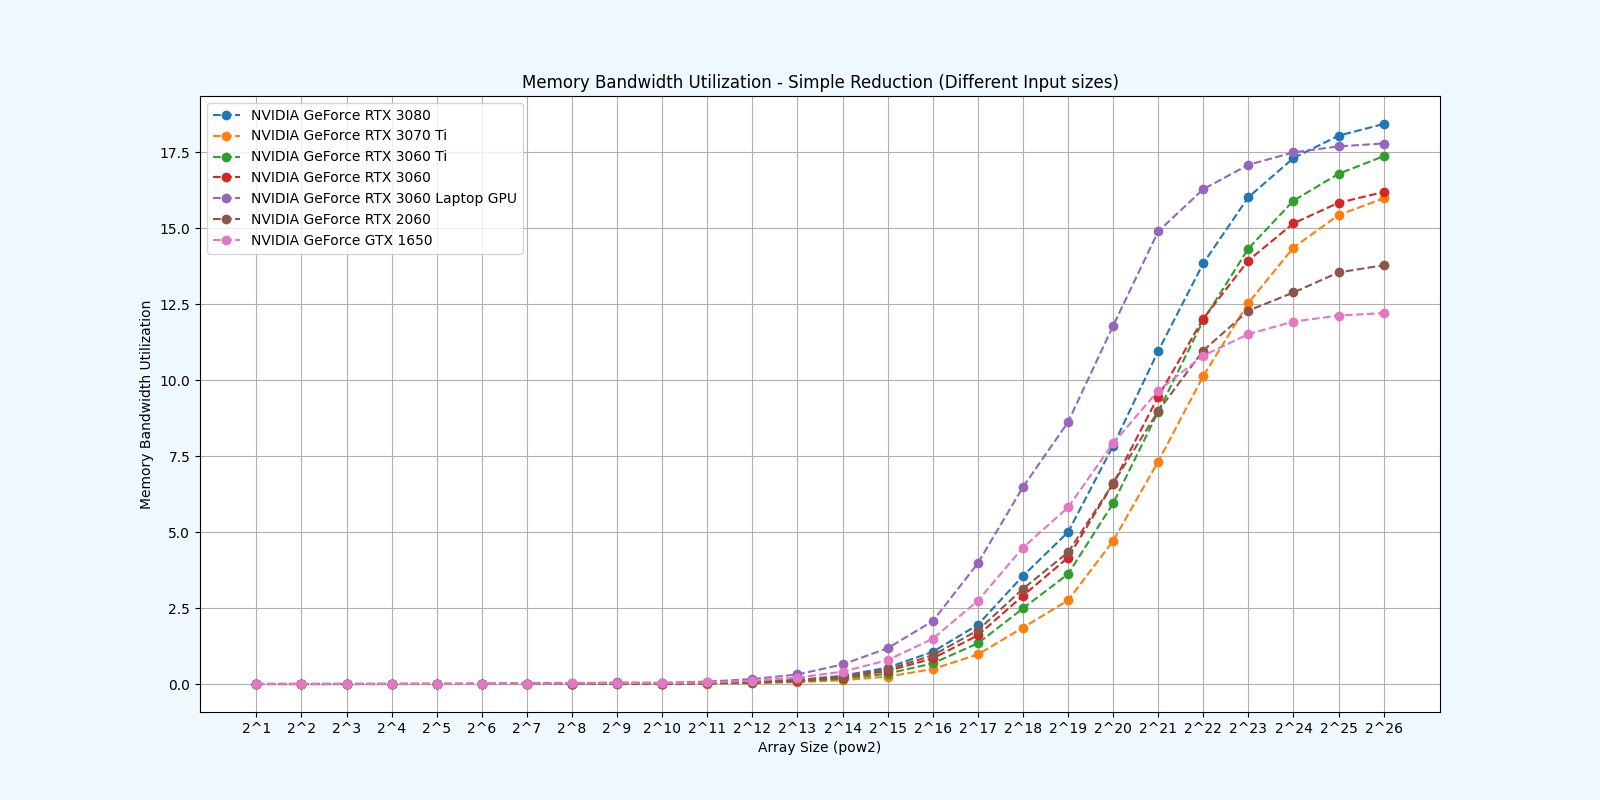 Memory Bandwidth Utilization - Simple Reduction (Different Input sizes)
NVIDIA GeForce RTX 3080
NVIDIA GeForce RTX 3070 Ti
NVIDIA GeForce RTX 3060 Ti
NVIDIA GeForce RTX 3060
NVIDIA GeForce RTX 3060 Laptop GPU
NVIDIA GeForce RTX 2060
NVIDIA GeForce GTX 1650
Memory Bandwidth Utilization
17.5
15.0
12.5
10.0
7.5
5.0
2.5
0.0
2^1 2^2 2^3 2^4 2^5 2^6 2^7 2^8 2^9 2^10 2^11 2^12 2^13 2^14 2^15 2^16 2^17 2^18 2^19 2^20 2^21 2^22 2^23 2^24 2^25 2^26
Array Size (pow2)